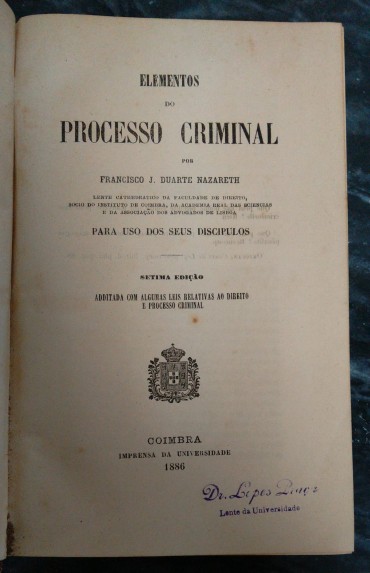 ELEMENTOS
DO
PROCESSO CRIMINAL
POR
FRANCISCO J. DUARTE NAZARETH
LENTE CATHEDRATICO DA FACULDADE DE DIREITO,
SOCIO DO INSTITUTO DE COIMBRA, DA ACADEMIA REAL DAS SCIENCIAS
E DA ASSOCIAÇÃO DOS ADVOGADOS DE LISBOA
PARA USO DOS SEUS DISCIPULOS
SETIMA EDIÇÃO
ADDITADA COM ALGUMAS LEIS RELATIVAS AO DIREITO
E PROCESSO CRIMINAL
COIMBRA
IMPRENSA DA UNIVERSIDADE
1886
Dr. Lopes
Lente da Universidade